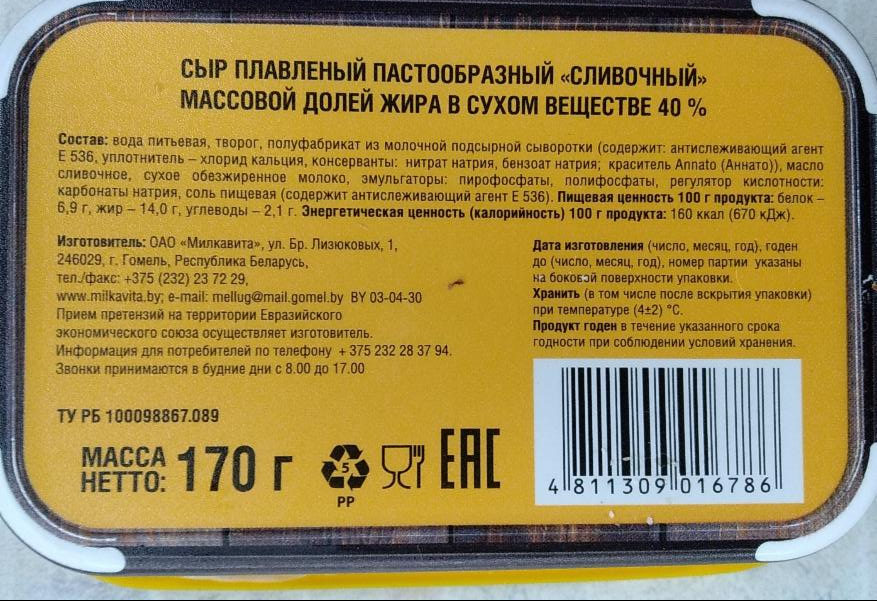 СЫР ПЛАВЛЕНЫЙ ПАСТООБРАЗНЫЙ «СЛИВОЧНЫЙ»
МАССОВОЙ ДОЛЕЙ ЖИРА В СУХОМ ВЕЩЕСТВЕ 40 %
Состав: вода питьевая, творог, полуфабрикат из молочной подсырной сыворотки (содержит: антислеживающий агент
Е 536, уплотнитель – хлорид кальция, консерванты: нитрат натрия, бензоат натрия; краситель Annato (Аннато)), масло
сливочное, сухое обезжиренное молоко, эмульгаторы: пирофосфаты, полифосфаты, регулятор кислотности:
карбонаты натрия, соль пищевая (содержит антислеживающий агент Е 536). Пищевая ценность 100 г продукта: белок –
6,9 г, жир – 14,0 г, углеводы – 2,1 г. Энергетическая ценность (калорийность) 100 г продукта: 160 ккал (670 кДж).
Изготовитель: ОАО «Милкавита», ул. Бр. Лизюковых, 1,
246029, г. Гомель, Республика Беларусь,
тел./факс: +375 (232) 23 72 29,
www.milkavita.by; e-mail: mellug@mail.gomel.by BY 03-04-30
Прием претензий на территории Евразийского
экономического союза осуществляет изготовитель.
Информация для потребителей по телефону + 375 232 28 37 94.
Звонки принимаются в будние дни с 8.00 до 17.00
Дата изготовления (число, месяц, год), годен
до (число, месяц, год), номер партии указаны
на боковой поверхности упаковки.
Хранить (в том числе после вскрытия упаковки)
при температуре (4±2) °С.
Продукт годен в течение указанного срока
годности при соблюдении условий хранения.
ТУ РБ 100098867.089
МАССА
НЕТТО: 170 г
5
PP
EAC
4 811309 016786